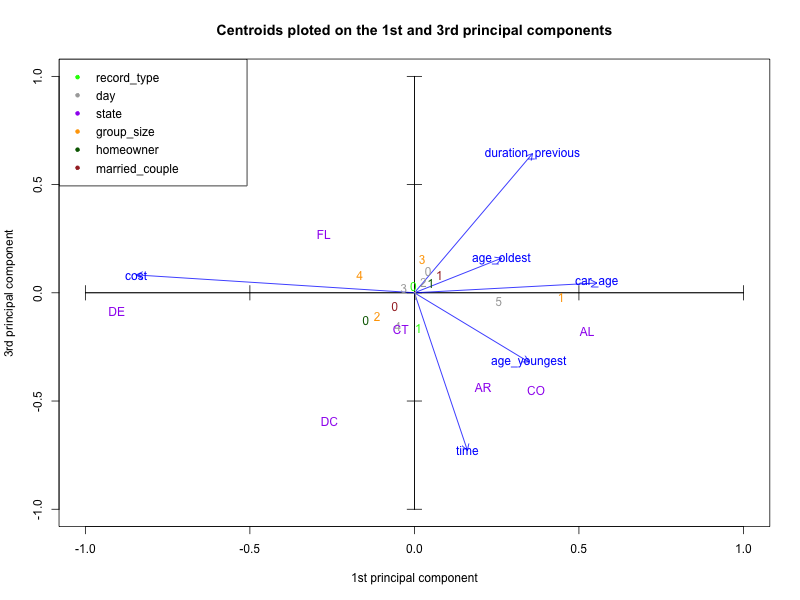 Centroids ploted on the 1st and 3rd principal components
record_type
day
state
group_size
homeowner
married_couple
1.0
0.5
0.0
-0.5
-1.0
3rd principal component
duration_previous
FL
3
age_oldest
4
0
1
cost
car_age
3
0
2
1
5
1
DE
0
0
2
CT
1
AL
age_youngest
AR
CO
DC
time
-1.0
-0.5
0.0
0.5
1.0
1st principal component